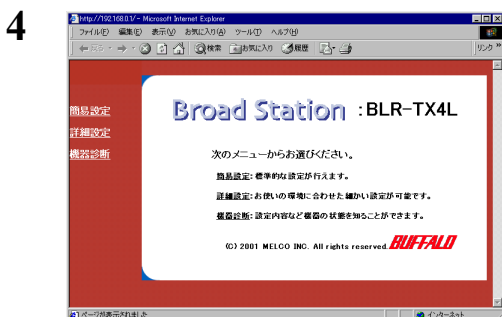 4
http://192.168.0.1/ - Microsoft Internet Explorer
ファイル(F) 編集(E) 表示(V) お気に入り(A) ツール(T) ヘルプ(H)
検索 お気に入り 履歴 リンク »
簡易設定
詳細設定
機器診断
Broad Station :BLR-TX4L
次のメニューからお選びください。
簡易設定: 標準的な設定が行えます。
詳細設定: お使いの環境に合わせた細かい設定が可能です。
機器診断: 設定内容など機器の状態を知ることができます。
(C) 2001 MELCO INC. All rights reserved. BUFFALO
ページが表示されました インターネット